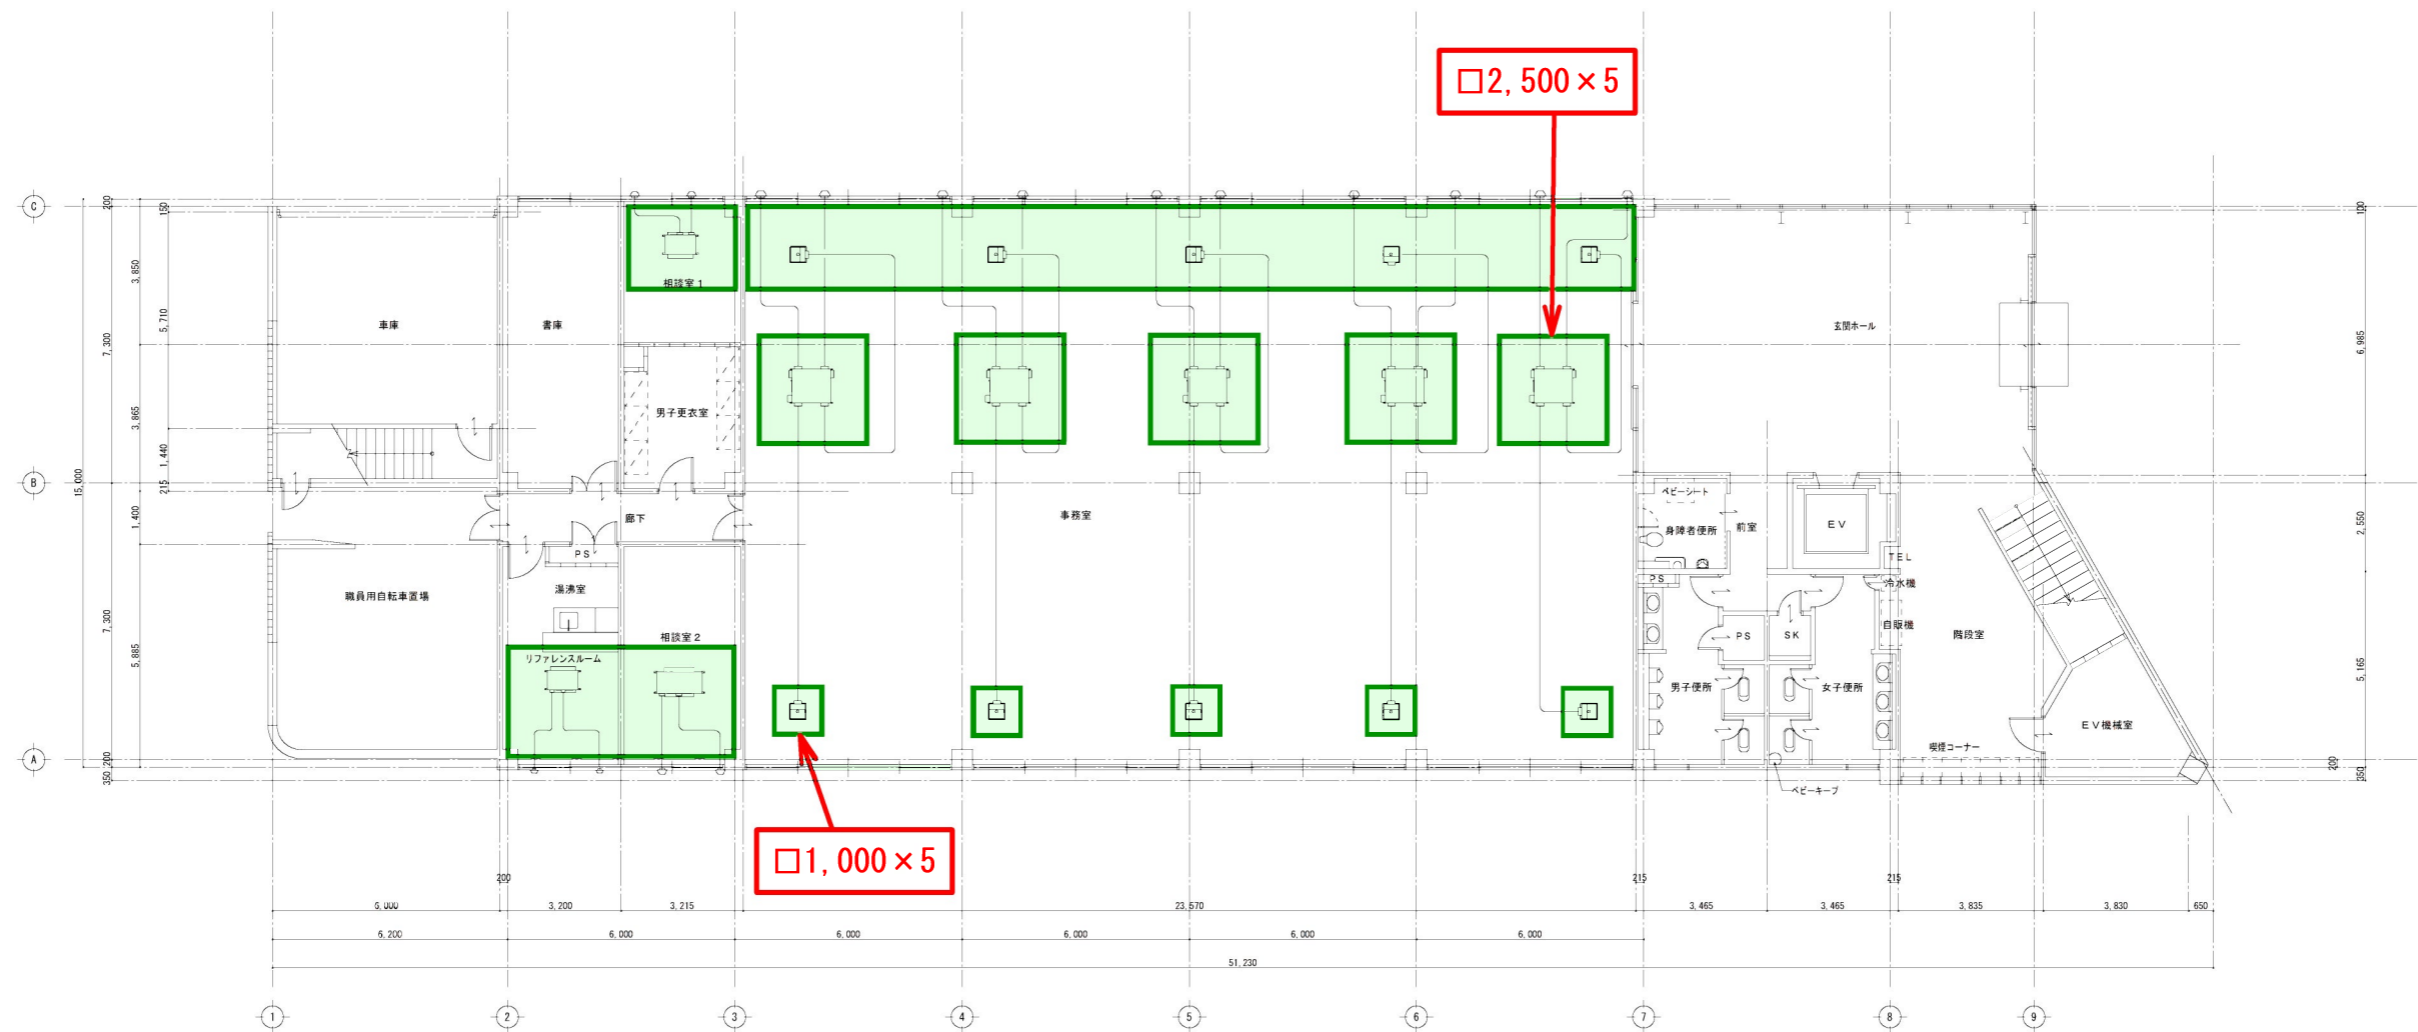 □2,500×5
C
200
150
100
3,850
相談室1
車庫
書庫
玄関ホール
5,710
7,300
6,985
男子更衣室
3,865
1,440
B
15,000
215
ベビーシート
事務室
廊下
1,400
身障者便所
前室
EV
2,550
PS
TEL
PS
冷水機
湯沸室
職員用自転車置場
自販機
7,300
相談室2
PS
SK
階段室
5,885
リファレンスルーム
5,165
男子便所
女子便所
EV機械室
喫煙コーナー
A
200
350
200
350
ベビーキープ
□1,000×5
200
215
215
6,000
3,200
3,215
23,570
3,465
3,465
3,835
3,830
650
6,200
6,000
6,000
6,000
6,000
6,000
51,230
1
2
3
4
5
6
7
8
9